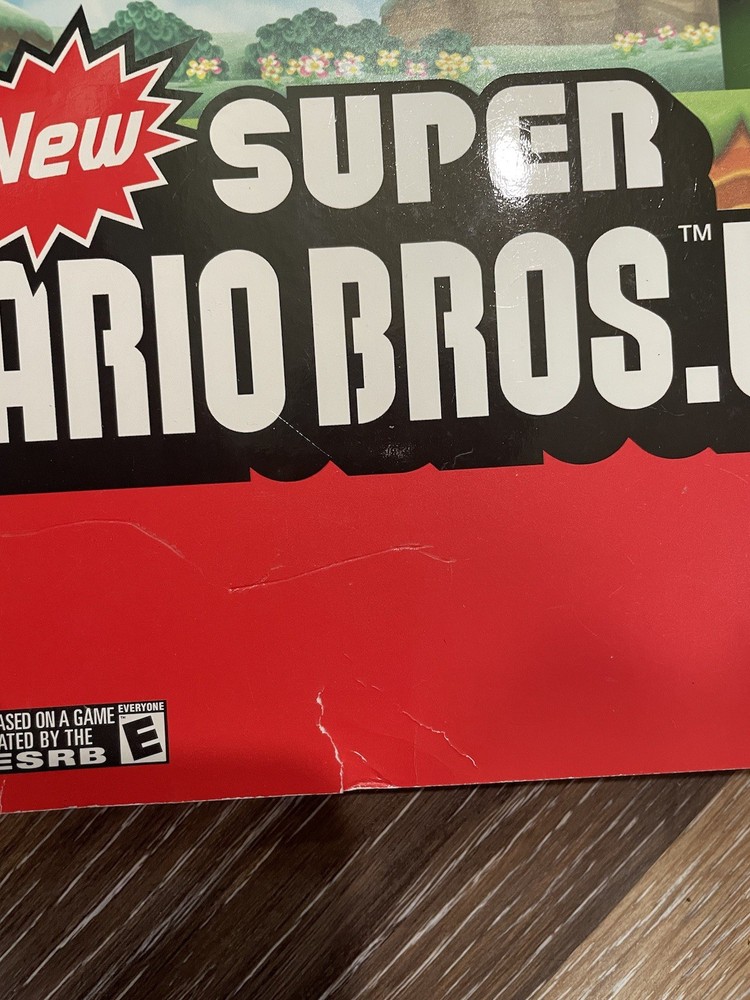 New
SUPER
ARIO BROS.U
TM
ASED ON A GAME
ATED BY THE
ESRB
EVERYONE
E